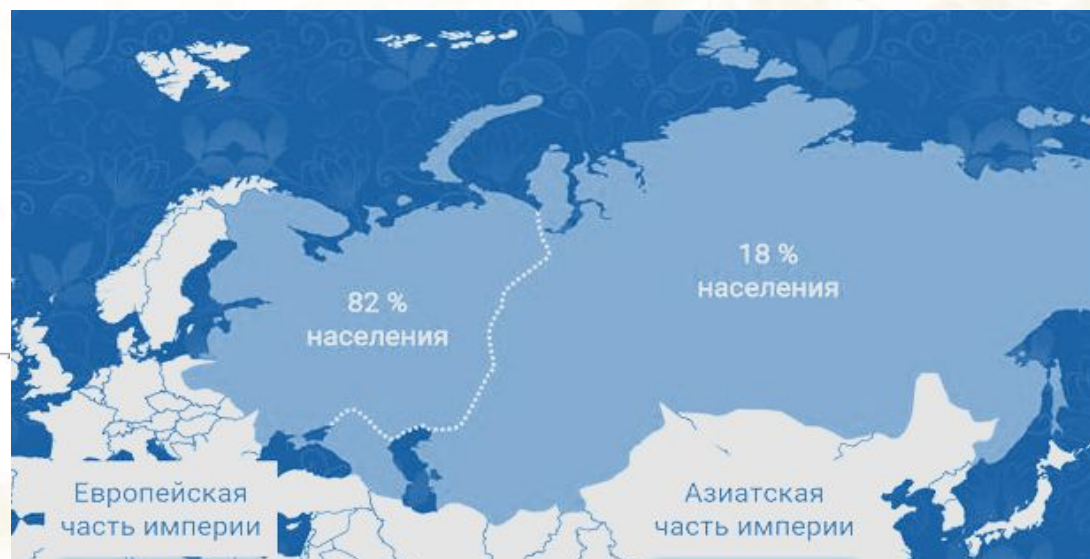 82 %
населения
18 %
населения
Европейская
часть империи
Азиатская
часть империи